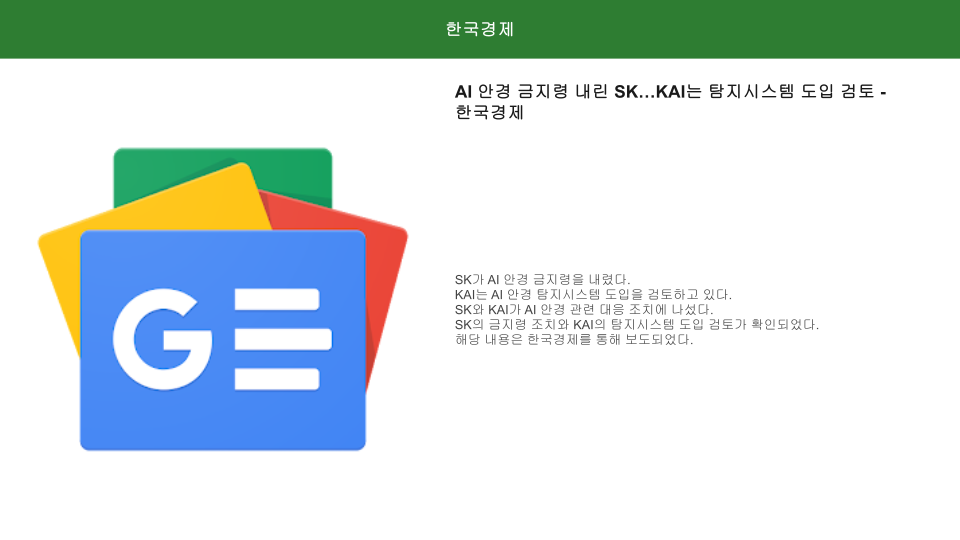 한국경제
AI 안경 금지령 내린 SK...KAI는 탐지시스템 도입 검토 -
한국경제
GE
SK가 AI 안경 금지령을 내렸다.
KAI는 AI 안경 탐지시스템 도입을 검토하고 있다.
SK와 KAI가 AI 안경 관련 대응 조치에 나섰다.
SK의 금지령 조치와 KAI의 탐지시스템 도입 검토가 확인되었다.
해당 내용은 한국경제를 통해 보도되었다.